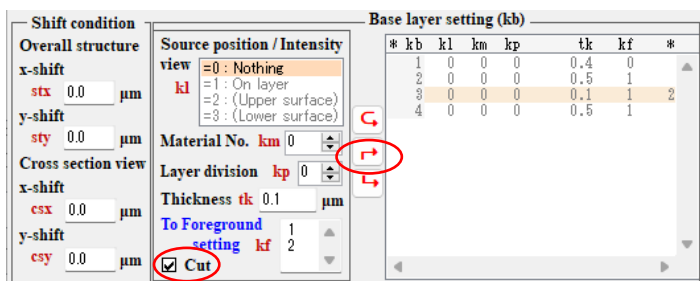 Shift condition
Overall structure
x-shift
stx 0.0 μm
y-shift
sty 0.0 μm
Cross section view
x-shift
csx 0.0 μm
y-shift
csy 0.0 μm
Base layer setting (kb)
Source position / Intensity
view
kl
=0 : Nothing
=1 : On layer
=2 : (Upper surface)
=3 : (Lower surface)
Material No. km 0
Layer division kp 0
Thickness tk 0.1 μm
To Foreground
setting kf
1
2
Cut
* kb kl km kp tk kf *
1 0 0 0 0.4 0
2 0 0 0 0.5 1
3 0 0 0 0.1 1 2
4 0 0 0 0.5 1